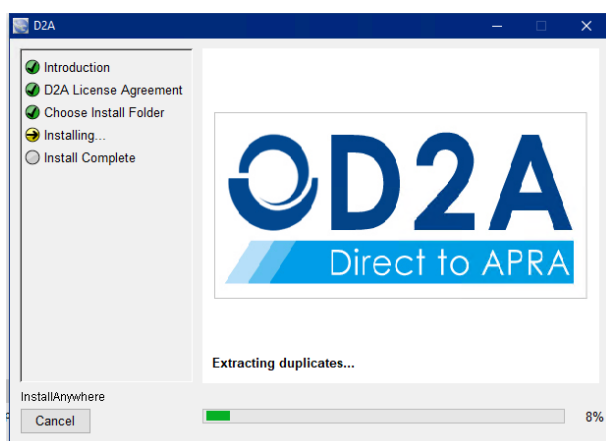 D2A
Introduction
D2A License Agreement
Choose Install Folder
Installing...
Install Complete
D2A
Direct to APRA
Extracting duplicates...
InstallAnywhere
Cancel
8%